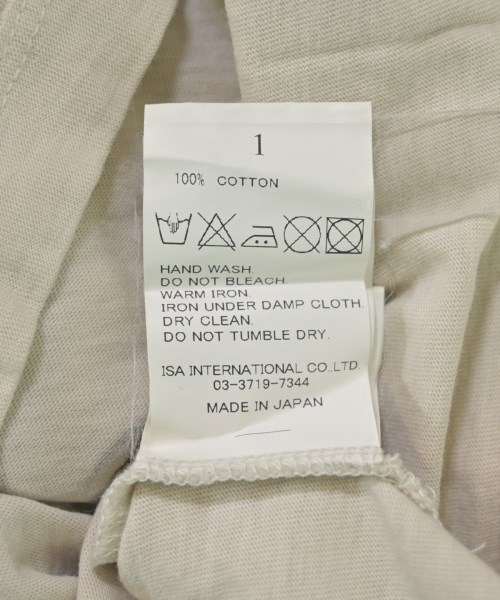 1
100% COTTON
HAND WASH.
DO NOT BLEACH.
WARM IRON.
IRON UNDER DAMP CLOTH.
DRY CLEAN.
DO NOT TUMBLE DRY.
ISA INTERNATIONAL CO.,LTD.
03-3719-7344
MADE IN JAPAN